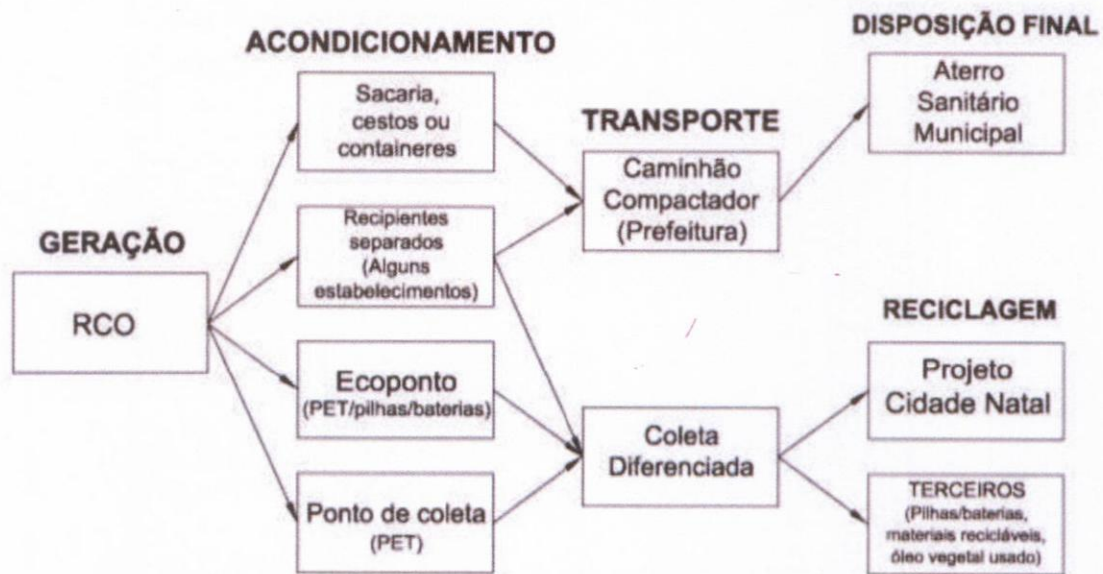 GERAÇÃO
RCO
ACONDICIONAMENTO
Sacaria,
cestos ou
containeres
Recipientes
separados
(Alguns
estabelecimentos)
Ecoponto
(PET/pilhas/baterias)
Ponto de coleta
(PET)
TRANSPORTE
Caminhão
Compactador
(Prefeitura)
Coleta
Diferenciada
DISPOSIÇÃO FINAL
Aterro
Sanitário
Municipal
RECICLAGEM
Projeto
Cidade Natal
TERCEIROS
(Pilhas/baterias,
materiais recicláveis,
óleo vegetal usado)